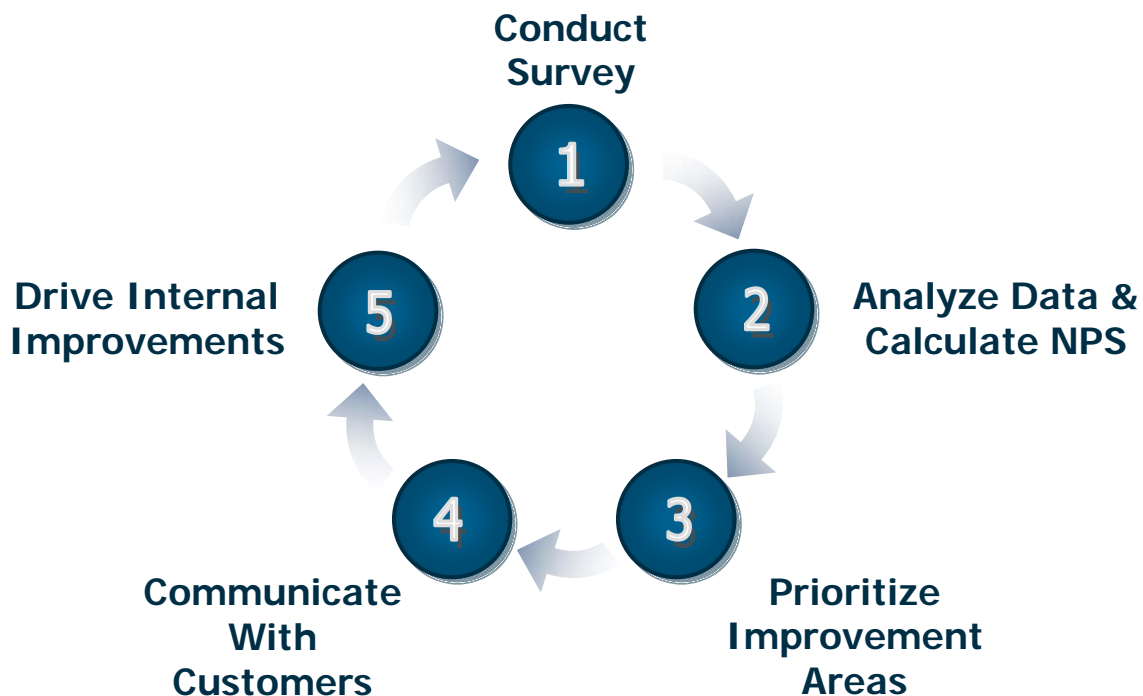 Conduct
Survey
1
2
Analyze Data &
Calculate NPS
3
Prioritize
Improvement
Areas
4
Communicate
With
Customers
5
Drive Internal
Improvements